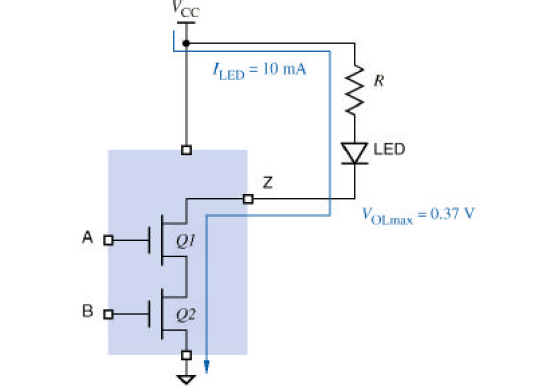 VCC
ILED = 10 mA
R
LED
Z
VOLmax = 0.37 V
A
Q1
B
Q2